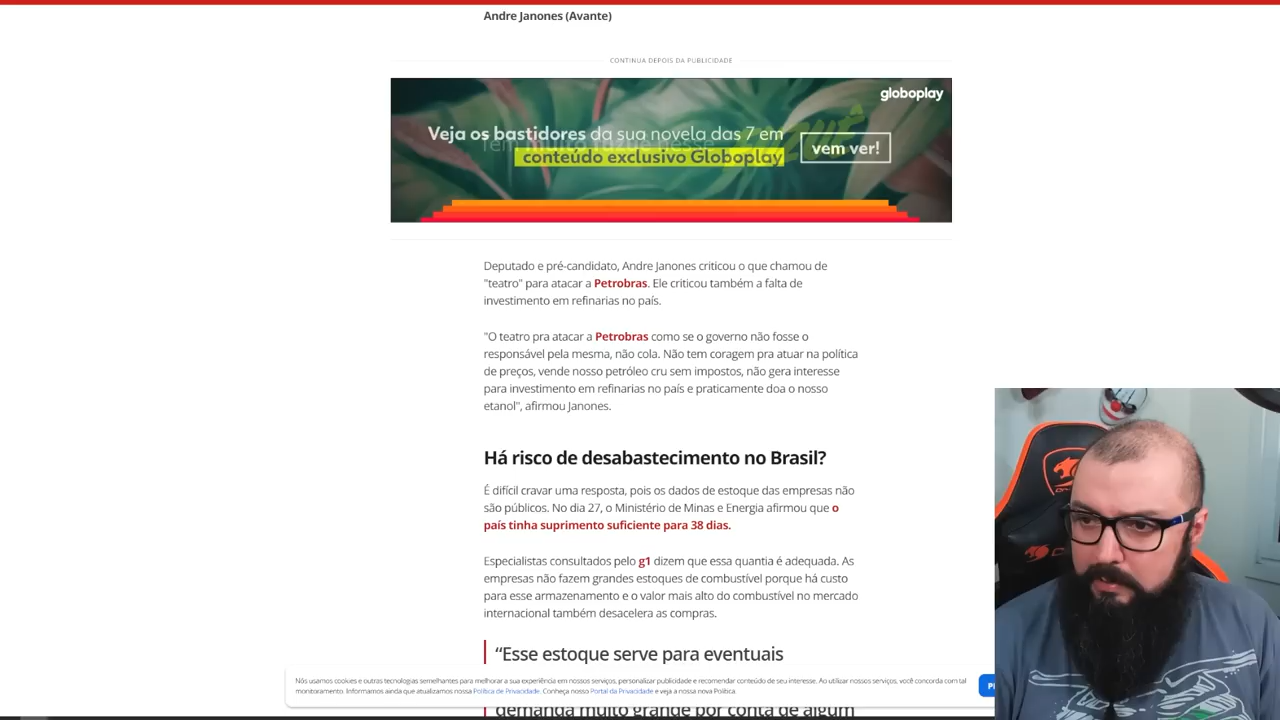 Andre Janones (Avante)
CONTINUA DEPOIS DA PUBLICIDADE
globoplay
Veja os bastidores da sua novela das 7 em
conteúdo exclusivo Globoplay
vem ver!
Deputado e pré-candidato, Andre Janones criticou o que chamou de
"teatro" para atacar a Petrobras. Ele criticou também a falta de
investimento em refinarias no país.
"O teatro pra atacar a Petrobras como se o governo não fosse o
responsável pela mesma, não cola. Não tem coragem pra atuar na política
de preços, vende nosso petróleo cru sem impostos, não gera interesse
para investimento em refinarias no país e praticamente doa o nosso
etanol", afirmou Janones.
Há risco de desabastecimento no Brasil?
É difícil cravar uma resposta, pois os dados de estoque das empresas não
são públicos. No dia 27, o Ministério de Minas e Energia afirmou que o
país tinha suprimento suficiente para 38 dias.
Especialistas consultados pelo g1 dizem que essa quantia é adequada. As
empresas não fazem grandes estoques de combustível porque há custo
para esse armazenamento e o valor mais alto do combustível no mercado
internacional também desacelera as compras.
“Esse estoque serve para eventuais
Nós usamos cookies e outras tecnologias semelhantes para melhorar a sua experiência em nossos serviços, personalizar publicidade e recomendar conteúdo de seu interesse. Ao utilizar nossos serviços, você concorda com tal
monitoramento. Informamos ainda que atualizamos nossa Política de Privacidade. Conheça nosso Portal da Privacidade e veja a nossa nova Política.
demanda muito grande por conta de algum